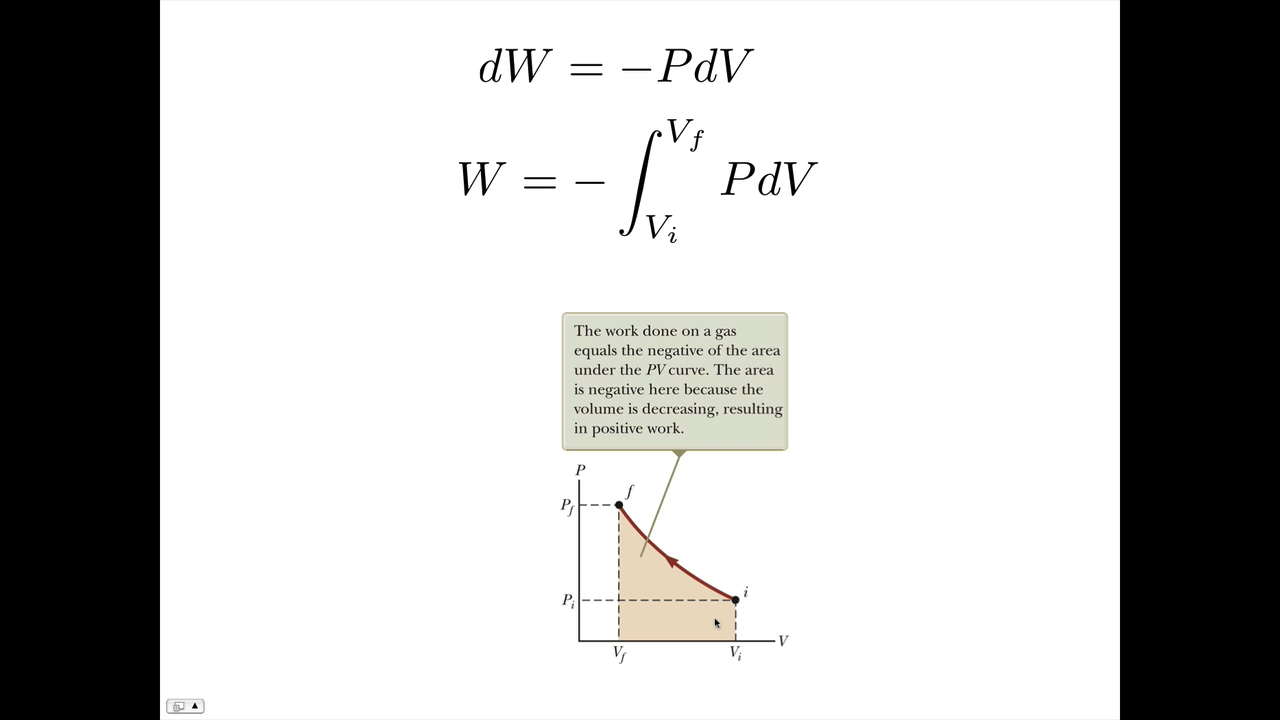 dW = −PdV
W = −∫_{V_i}^{V_f} PdV
The work done on a gas
equals the negative of the area
under the PV curve. The area
is negative here because the
volume is decreasing, resulting
in positive work.
P
f
P_f
i
P_i
V
V_f
V_i